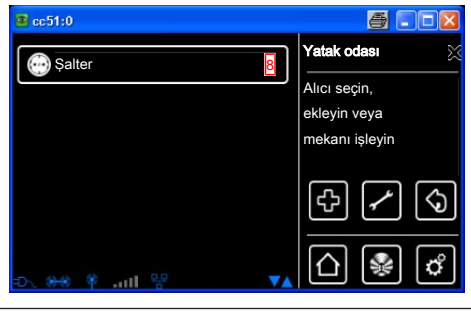 cc51:0
Şalter
8
Yatak odası
Alıcı seçin,
ekleyin veya
mekanı işleyin